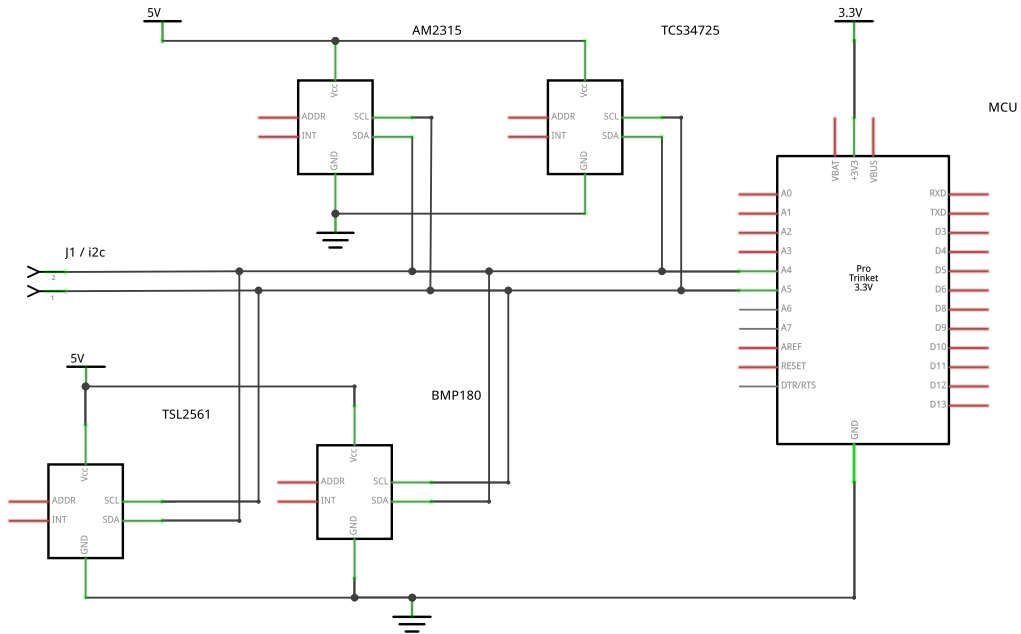 5V
AM2315
TCS34725
3.3V
MCU
Vcc
ADDR
SCL
INT
SDA
GND
Vcc
ADDR
SCL
INT
SDA
GND
VBAT
+3V3
VBUS
A0
RXD
A1
TXD
A2
D3
A3
D4
A4
D5
A5
D6
A6
D8
A7
D9
AREF
D10
RESET
D11
DTR/RTS
D12
D13
Pro
Trinket
3.3V
GND
J1 / i2c
2
1
5V
TSL2561
BMP180
Vcc
ADDR
SCL
INT
SDA
GND
Vcc
ADDR
SCL
INT
SDA
GND